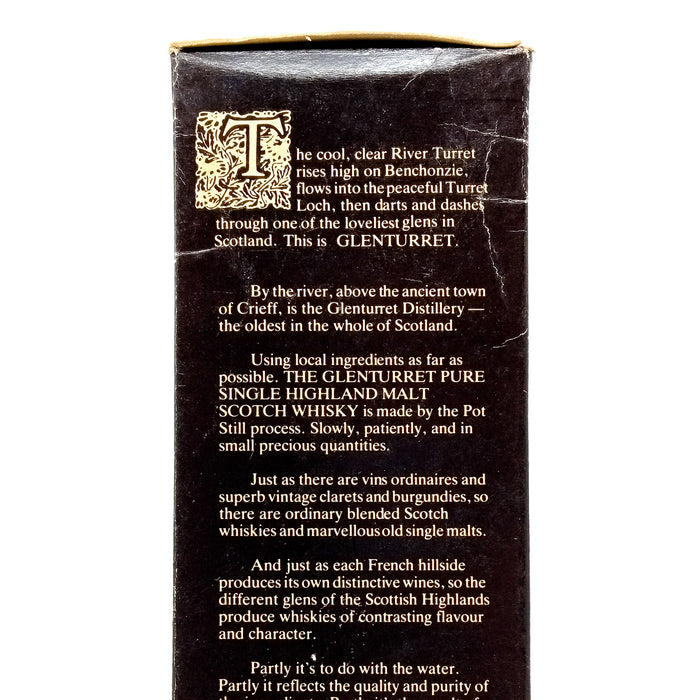 The cool, clear River Turret
rises high on Benchonzie,
flows into the peaceful Turret
Loch, then darts and dashes
through one of the loveliest glens in
Scotland. This is GLENTURRET.
By the river, above the ancient town
of Crieff, is the Glenturret Distillery —
the oldest in the whole of Scotland.
Using local ingredients as far as
possible. THE GLENTURRET PURE
SINGLE HIGHLAND MALT
SCOTCH WHISKY is made by the Pot
Still process. Slowly, patiently, and in
small precious quantities.
Just as there are vins ordinaires and
superb vintage clarets and burgundies, so
there are ordinary blended Scotch
whiskies and marvellous old single malts.
And just as each French hillside
produces its own distinctive wines, so the
different glens of the Scottish Highlands
produce whiskies of contrasting flavour
and character.
Partly it's to do with the water.
Partly it reflects the quality and purity of